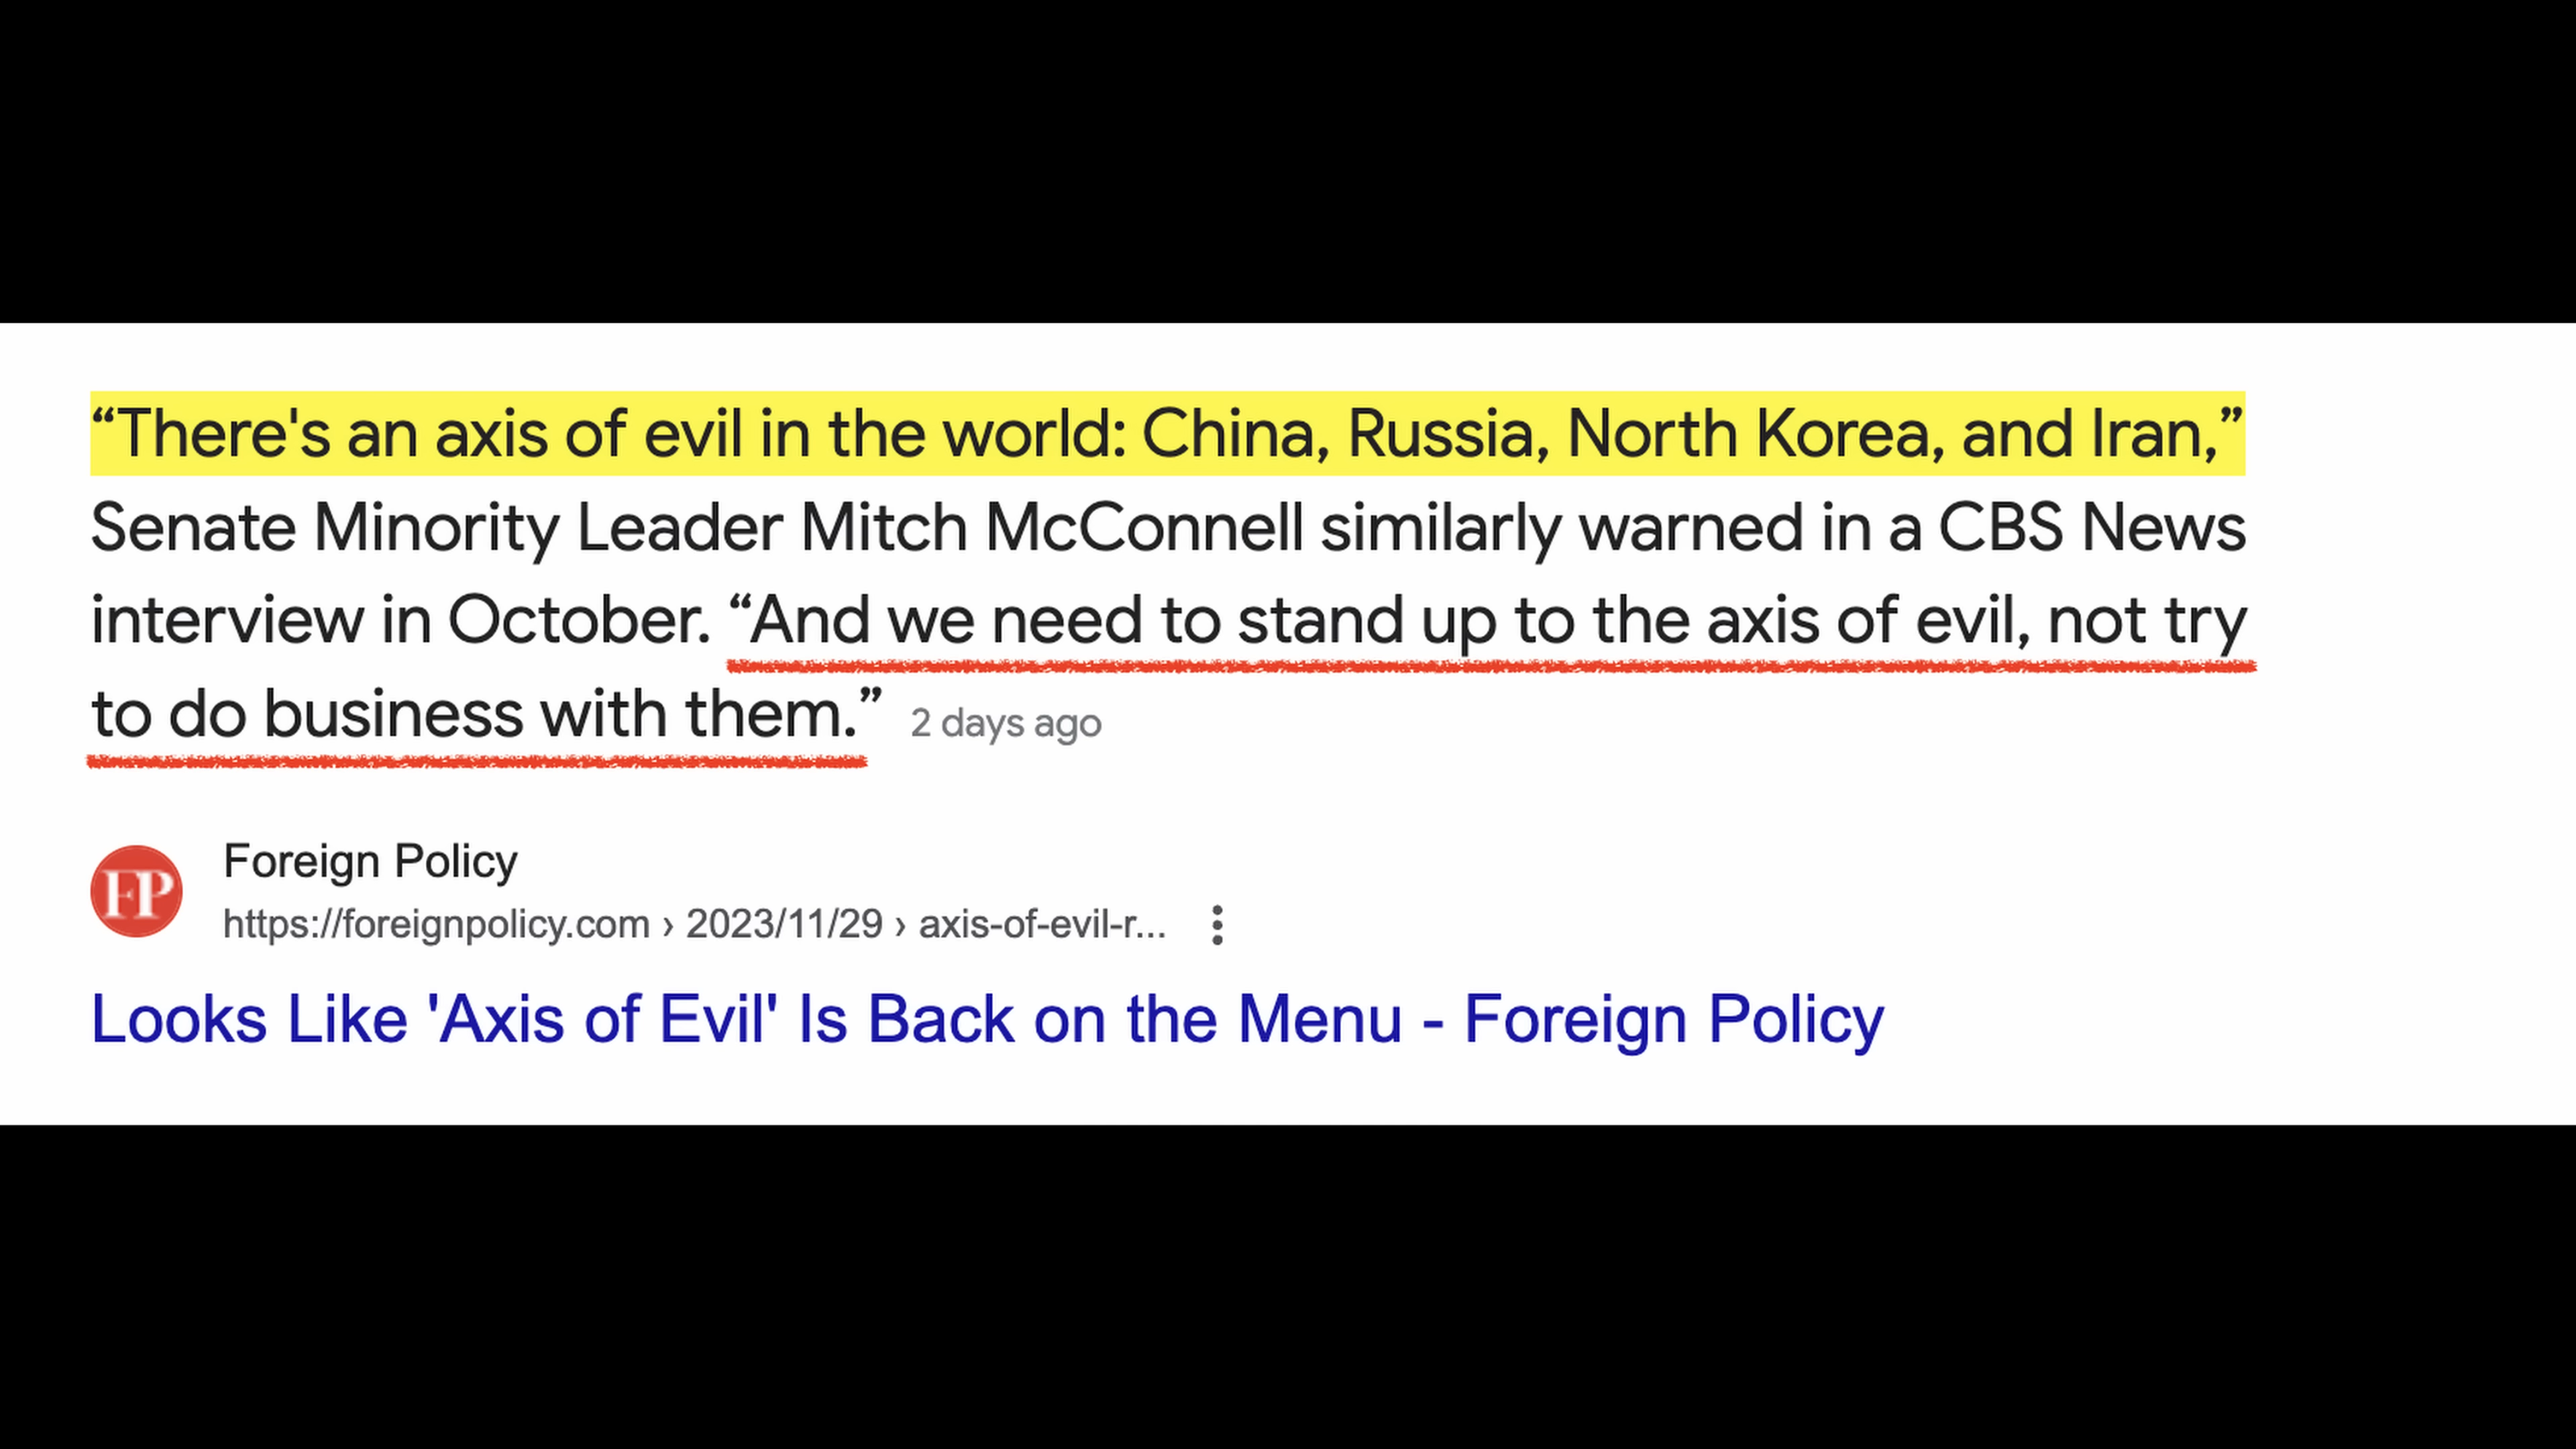 “There's an axis of evil in the world: China, Russia, North Korea, and Iran,”
Senate Minority Leader Mitch McConnell similarly warned in a CBS News
interview in October. “And we need to stand up to the axis of evil, not try
to do business with them.” 2 days ago
FP
Foreign Policy
https://foreignpolicy.com › 2023/11/29 › axis-of-evil-r...
Looks Like 'Axis of Evil' Is Back on the Menu - Foreign Policy